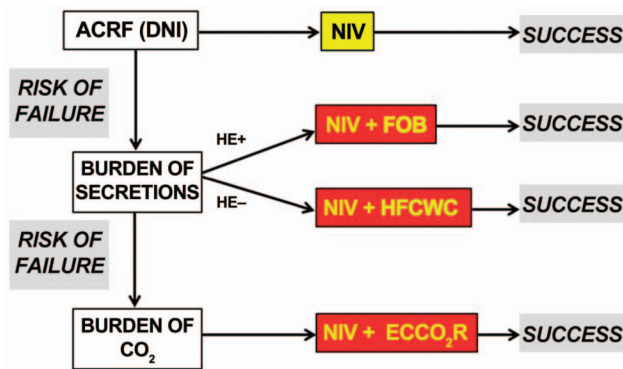 ACRF (DNI)
NIV
SUCCESS
RISK OF
FAILURE
HE+
NIV + FOB
SUCCESS
BURDEN OF
SECRETIONS
HE–
NIV + HFCWC
SUCCESS
RISK OF
FAILURE
BURDEN OF
CO₂
NIV + ECCO₂R
SUCCESS